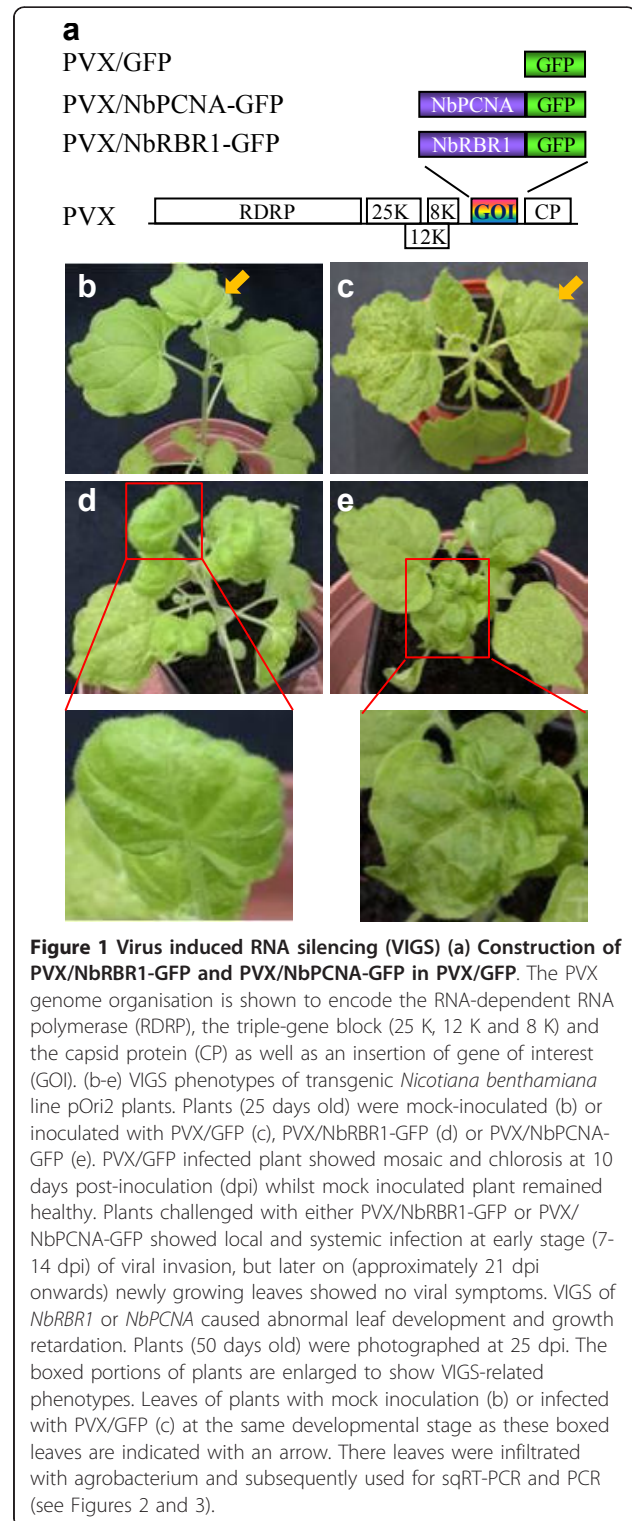 a
PVX/GFP
GFP
PVX/NbPCNA-GFP
NbPCNA GFP
PVX/NbRBR1-GFP
NbRBR1 GFP
PVX
RDRP 25K 8K GOI CP
12K
b
c
d
e
Figure 1 Virus induced RNA silencing (VIGS) (a) Construction of
PVX/NbRBR1-GFP and PVX/NbPCNA-GFP in PVX/GFP. The PVX
genome organisation is shown to encode the RNA-dependent RNA
polymerase (RDRP), the triple-gene block (25 K, 12 K and 8 K) and
the capsid protein (CP) as well as an insertion of gene of interest
(GOI). (b-e) VIGS phenotypes of transgenic Nicotiana benthamiana
line pOri2 plants. Plants (25 days old) were mock-inoculated (b) or
inoculated with PVX/GFP (c), PVX/NbRBR1-GFP (d) or PVX/NbPCNA-
GFP (e). PVX/GFP infected plant showed mosaic and chlorosis at 10
days post-inoculation (dpi) whilst mock inoculated plant remained
healthy. Plants challenged with either PVX/NbRBR1-GFP or PVX/
NbPCNA-GFP showed local and systemic infection at early stage (7-
14 dpi) of viral invasion, but later on (approximately 21 dpi
onwards) newly growing leaves showed no viral symptoms. VIGS of
NbRBR1 or NbPCNA caused abnormal leaf development and growth
retardation. Plants (50 days old) were photographed at 25 dpi. The
boxed portions of plants are enlarged to show VIGS-related
phenotypes. Leaves of plants with mock inoculation (b) or infected
with PVX/GFP (c) at the same developmental stage as these boxed
leaves are indicated with an arrow. There leaves were infiltrated
with agrobacterium and subsequently used for sqRT-PCR and PCR
(see Figures 2 and 3).